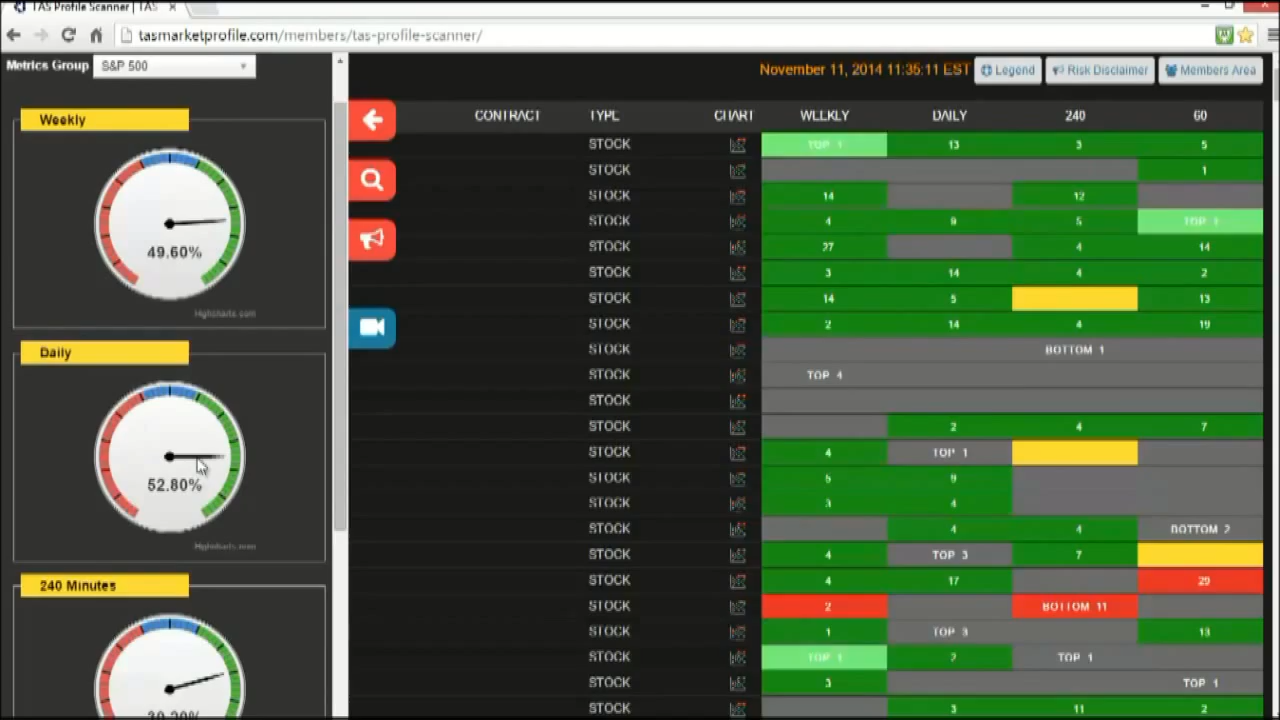 TAS Profile Scanner | TAS
tasmarketprofile.com/members/tas-profile-scanner/
Metrics Group S&P 500
November 11, 2014 11:35:11 EST Legend Risk Disclaimer Members Area
Weekly
49.60%
Highcharts.com
Daily
52.80%
Highcharts.com
240 Minutes
CONTRACT TYPE CHART WEEKLY DAILY 240 60
STOCK TOP 1 13 3 5
STOCK 1
STOCK 14 12
STOCK 4 9 5 TOP 1
STOCK 27 4 14
STOCK 3 14 4 2
STOCK 14 5 13
STOCK 2 14 4 19
STOCK BOTTOM 1
STOCK TOP 4
STOCK
STOCK 2 4 7
STOCK 4 TOP 1
STOCK 5 9
STOCK 3 4
STOCK 4 4 BOTTOM 2
STOCK 4 TOP 3 7
STOCK 4 17 29
STOCK 2 BOTTOM 11
STOCK 1 TOP 3 13
STOCK TOP 1 2 TOP 1
STOCK 3 TOP 1
STOCK 3 11 2